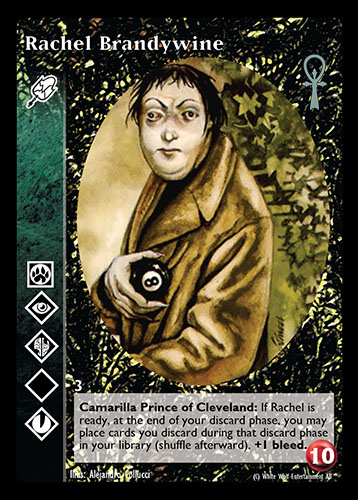 Rachel Brandywine
8
3
Camarilla Prince of Cleveland: If Rachel is
ready, at the end of your discard phase, you may
place cards you discard during that discard phase
in your library (shuffle afterward). +1 bleed.
10
Illus: Alejandro Collucci
(C) White Wolf Entertainment AB